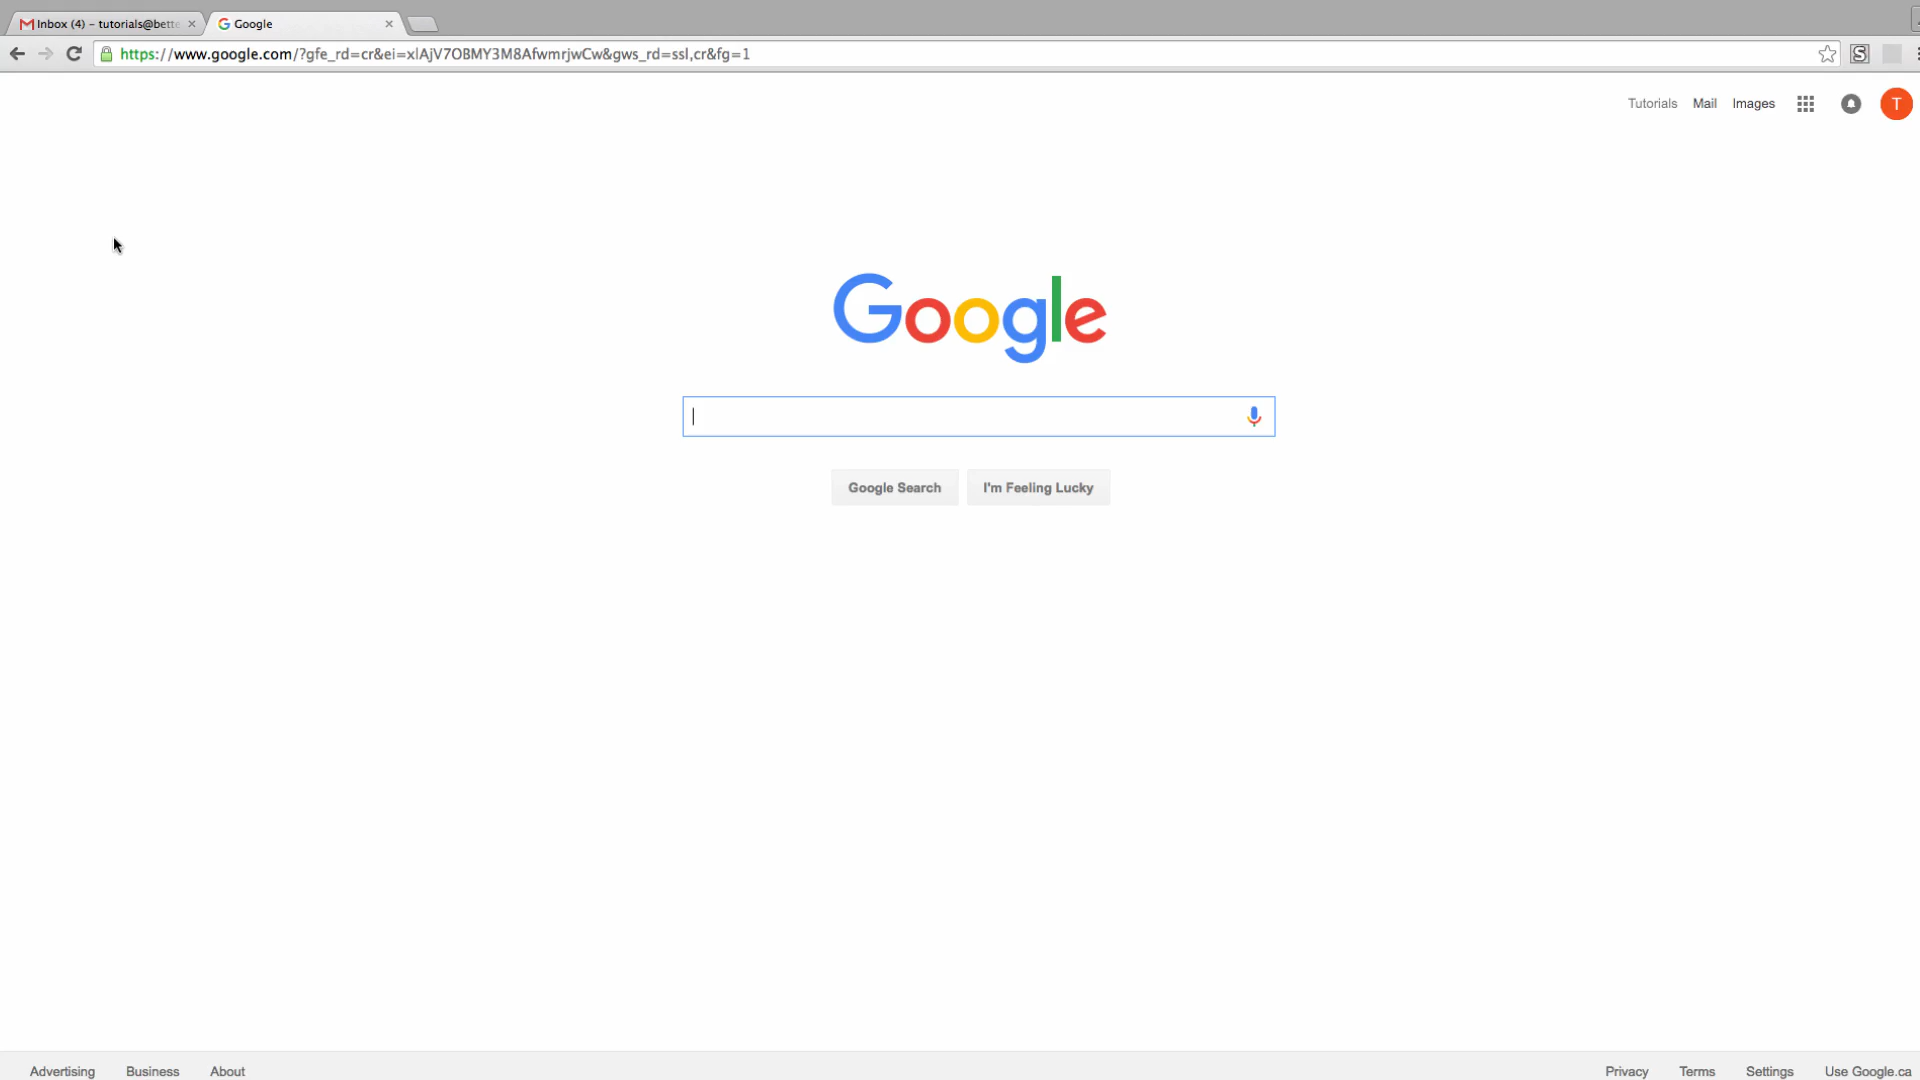 Inbox (4) – tutorials@bette
Google
https://www.google.com/?gfe_rd=cr&ei=xlAjV7OBMY3M8AfwmrjwCw&gws_rd=ssl,cr&fg=1
Tutorials Mail Images T
Google
Google Search I'm Feeling Lucky
Advertising Business About Privacy Terms Settings Use Google.ca